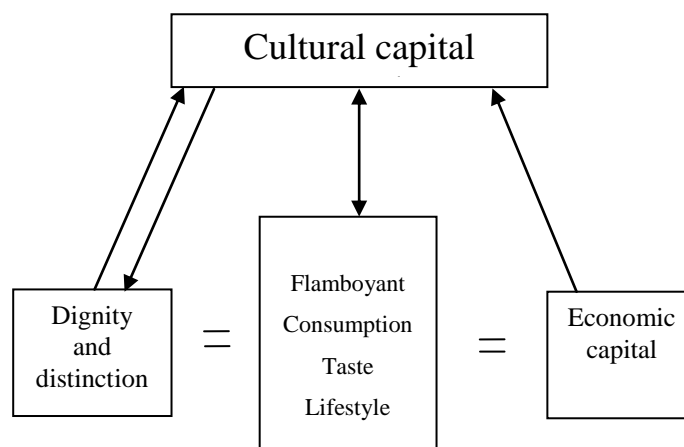 Cultural capital
Flamboyant
Consumption
Taste
Lifestyle
Dignity
and
distinction
=
=
Economic
capital